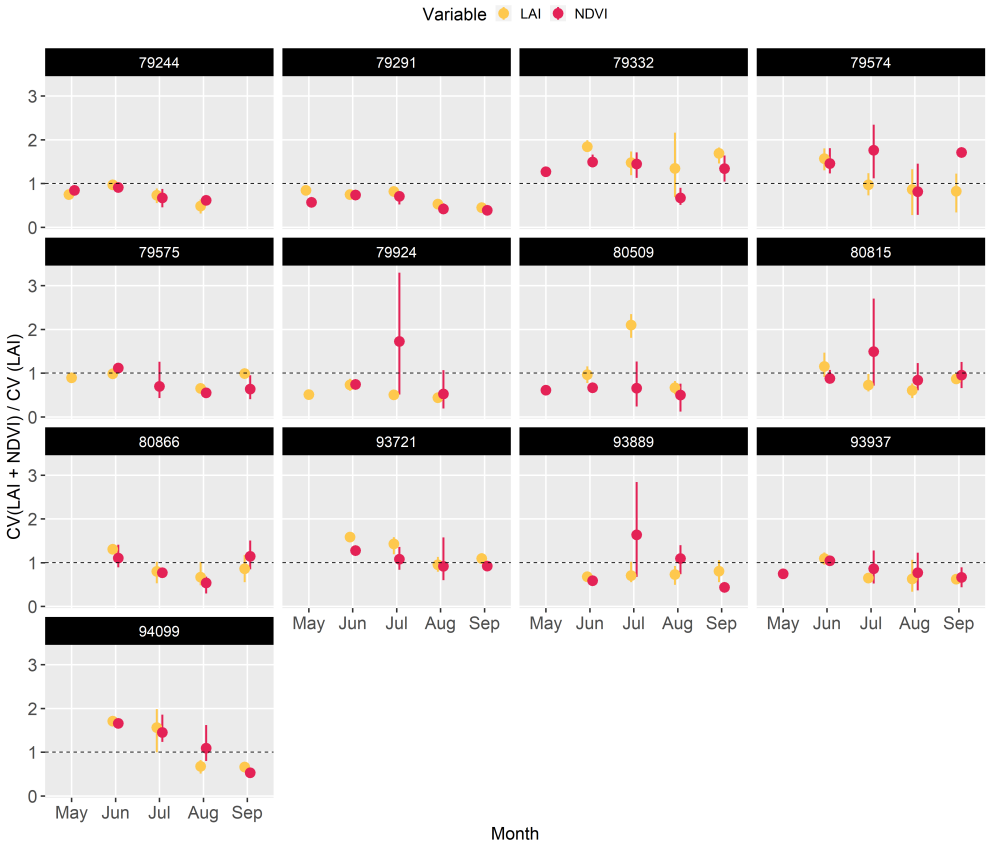 Variable LAI NDVI
79244 79291 79332 79574
3
2
1
0
79575 79924 80509 80815
3
2
1
0
CV(LAI + NDVI) / CV (LAI)
80866 93721 93889 93937
3
2
1
0
May Jun Jul Aug Sep May Jun Jul Aug Sep May Jun Jul Aug Sep
94099
3
2
1
0
May Jun Jul Aug Sep
Month